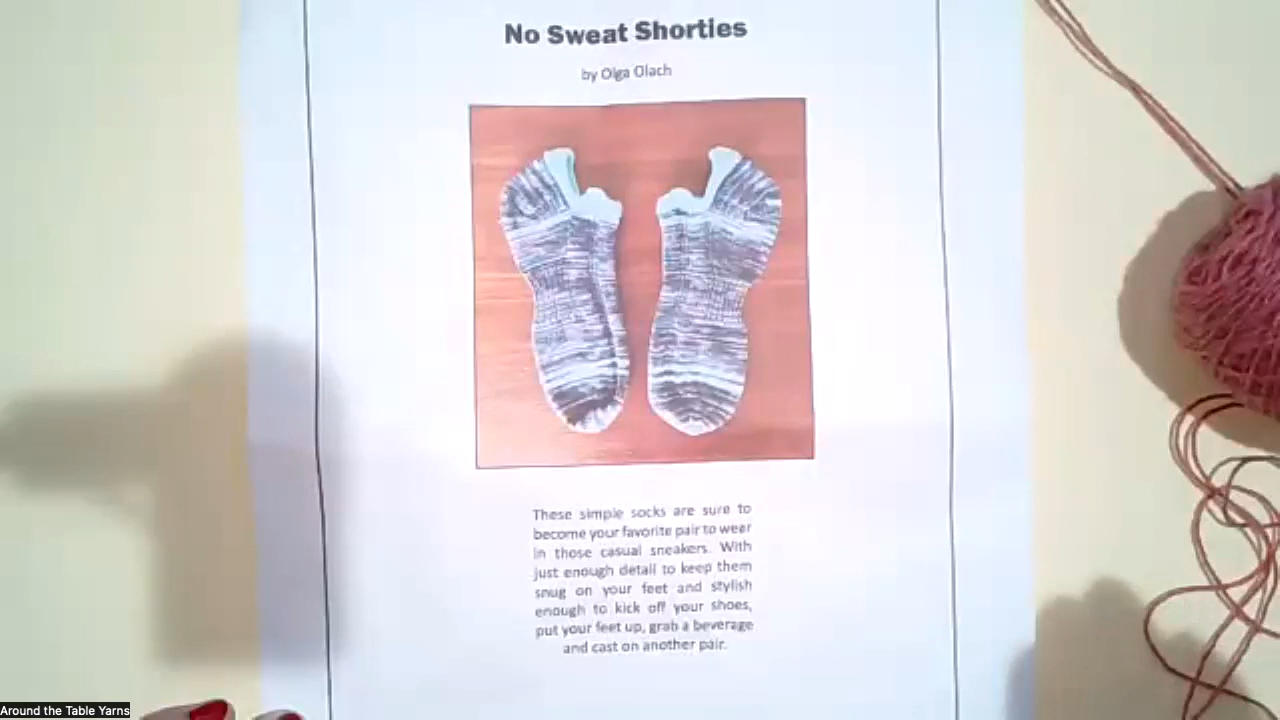 No Sweat Shorties
by Olga Olach
These simple socks are sure to
become your favorite pair to wear
in those casual sneakers. With
just enough detail to keep them
snug on your feet and stylish
enough to kick off your shoes,
put your feet up, grab a beverage
and cast on another pair.
Around the Table Yarns